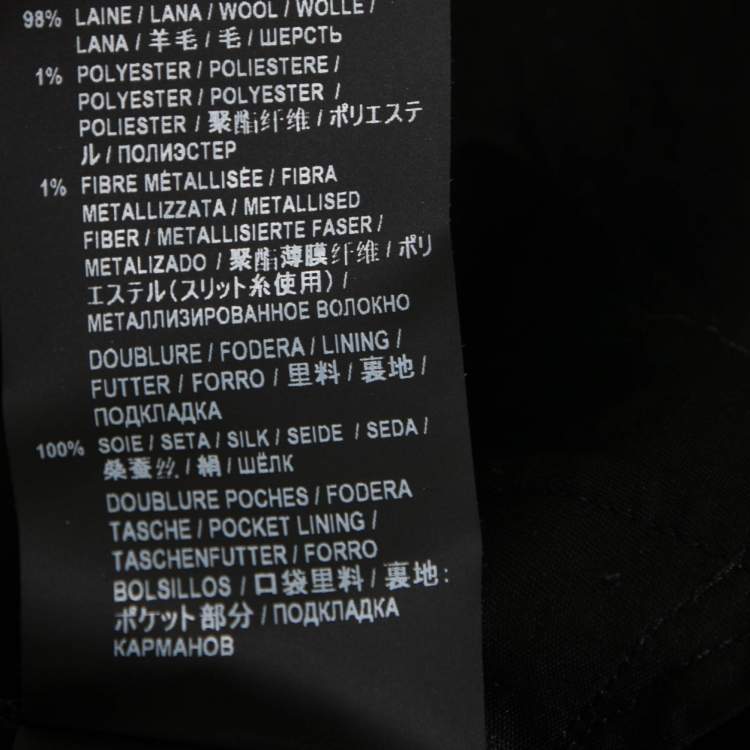 98% LAINE / LANA / WOOL / WOLLE /
LANA / 羊毛 / 毛 / ШЕРСТЬ
1% POLYESTER / POLIESTERE /
POLYESTER / POLYESTER /
POLIESTER / 聚酯纤维 / ポリエステ
ル / ПОЛИЭСТЕР
1% FIBRE MÉTALLISÉE / FIBRA
METALLIZZATA / METALLISED
FIBER / METALLISIERTE FASER /
METALIZADO / 聚酯薄膜纤维 / ポリ
エステル(スリット糸使用) /
МЕТАЛЛИЗИРОВАННОЕ ВОЛОКНО
DOUBLURE / FODERA / LINING /
FUTTER / FORRO / 里料 / 裏地 /
ПОДКЛАДКА
100% SOIE / SETA / SILK / SEIDE / SEDA /
桑蚕丝 / 絹 / ШЁЛК
DOUBLURE POCHES / FODERA
TASCHE / POCKET LINING /
TASCHENFUTTER / FORRO
BOLSILLOS / 口袋里料 / 裏地:
ポケット部分 / ПОДКЛАДКА
КАРМАНОВ